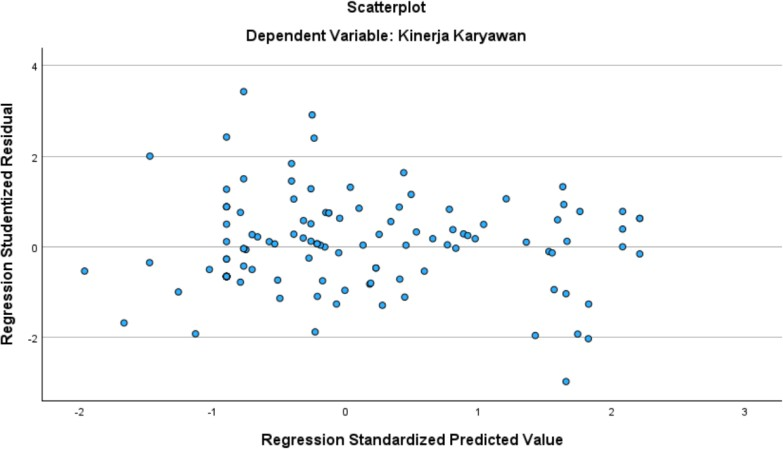 Scatterplot
Dependent Variable: Kinerja Karyawan
Regression Studentized Residual
4
2
0
-2
-2 -1 0 1 2 3
Regression Standardized Predicted Value